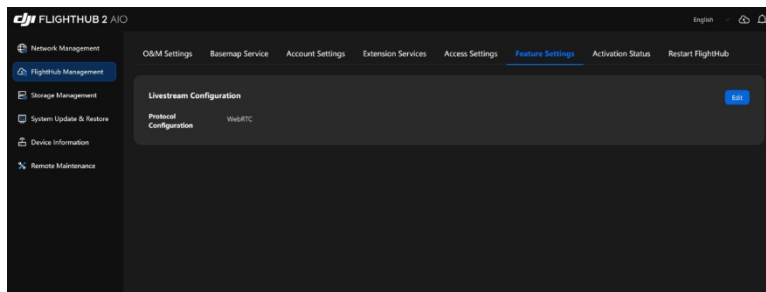 dji FLIGHTHUB 2 AIO
English
Network Management
FlightHub Management
Storage Management
System Update & Restore
Device Information
Remote Maintenance
O&M Settings Basemap Service Account Settings Extension Services Access Settings Feature Settings Activation Status Restart FlightHub
Livestream Configuration
Edit
Protocol
Configuration
WebRTC